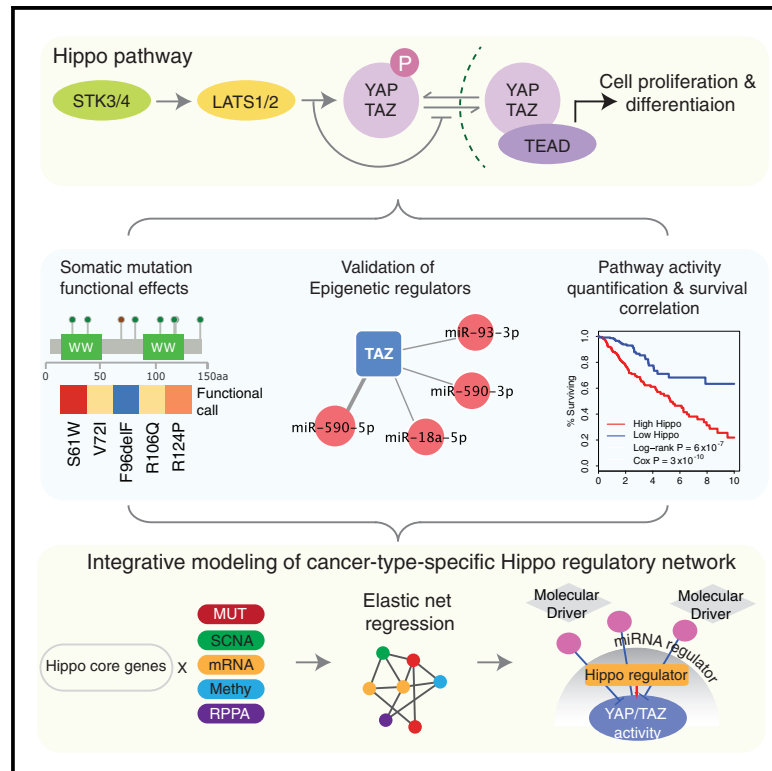 Hippo pathway
STK3/4
LATS1/2
P
YAP
TAZ
YAP
TAZ
TEAD
Cell proliferation &
differentiaion
Somatic mutation
functional effects
WW
WW
0
50
100
150aa
Functional
call
S61W
V72I
F96delF
R106Q
R124P
Validation of
Epigenetic regulators
TAZ
miR-93-3p
miR-590-3p
miR-18a-5p
miR-590-5p
Pathway activity
quantification & survival
correlation
% Surviving
1.0
0.8
0.6
0.4
0.2
0.0
High Hippo
Low Hippo
Log-rank P = 6x10-7
Cox P = 3x10-10
0 2 4 6 8 10
Integrative modeling of cancer-type-specific Hippo regulatory network
Hippo core genes
x
MUT
SCNA
mRNA
Methy
RPPA
Elastic net
regression
Molecular
Driver
Molecular
Driver
miRNA regulator
Hippo regulator
YAP/TAZ
activity